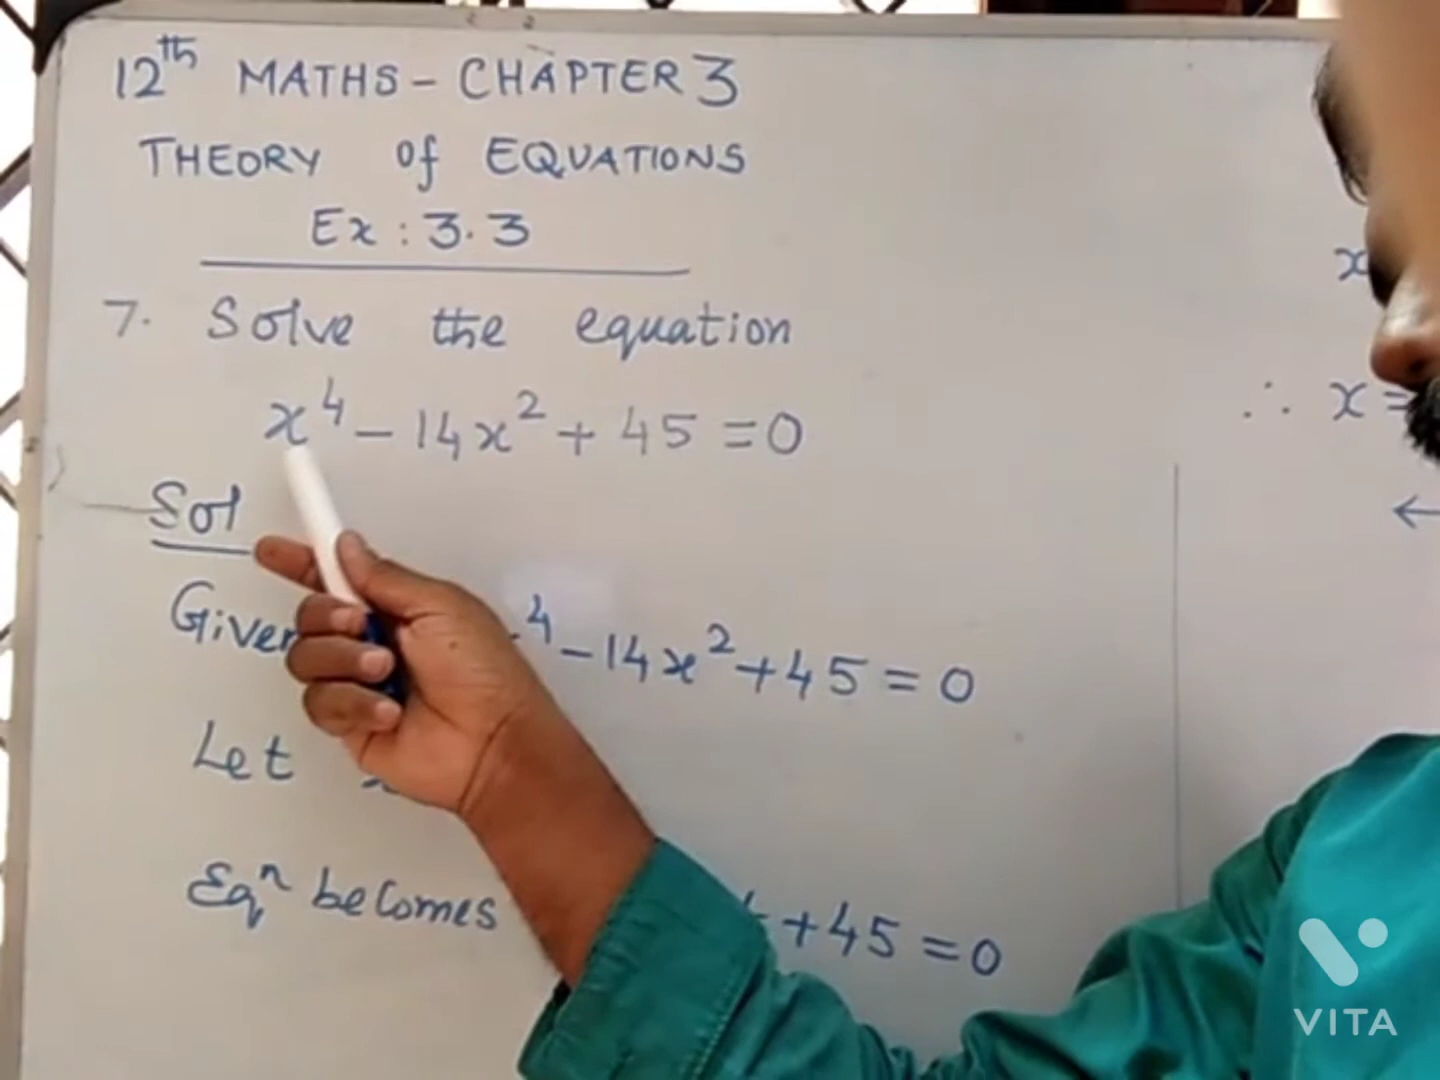 12th MATHS - CHAPTER 3
THEORY of EQUATIONS
Ex : 3.3
7. Solve the equation
x⁴ - 14x² + 45 = 0
Sol
⁴ - 14x² + 45 = 0
Let
Eqⁿ becomes + 45 = 0
x
∴ x =
←
VITA